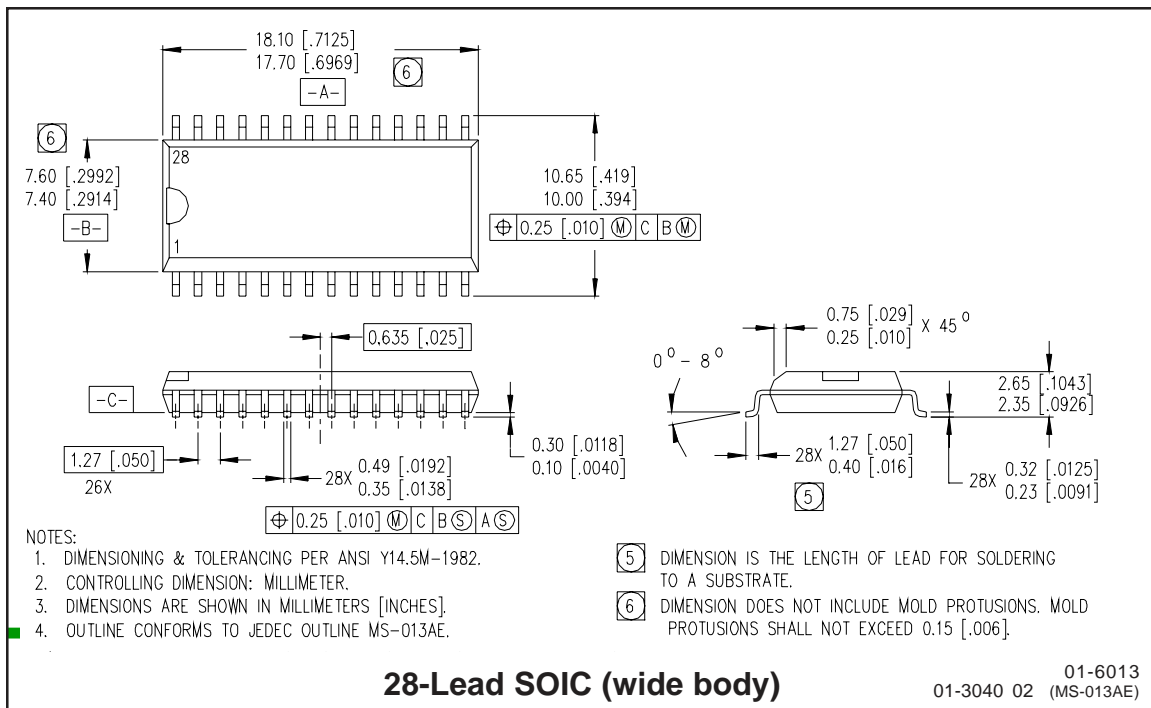 18.10 [.7125]
17.70 [.6969]
6
-A-
6
28
7.60 [.2992]
7.40 [.2914]
-B-
1
10.65 [.419]
10.00 [.394]
⌖ 0.25 [.010] Ⓜ C B Ⓜ
0.635 [.025]
-C-
0.75 [.029]
0.25 [.010] X 45°
0° - 8°
2.65 [.1043]
2.35 [.0926]
1.27 [.050]
26X
28X 0.49 [.0192]
0.35 [.0138]
0.30 [.0118]
0.10 [.0040]
28X 1.27 [.050]
0.40 [.016]
5
28X 0.32 [.0125]
0.23 [.0091]
⌖ 0.25 [.010] Ⓜ C B Ⓢ A Ⓢ
NOTES:
1. DIMENSIONING & TOLERANCING PER ANSI Y14.5M-1982.
2. CONTROLLING DIMENSION: MILLIMETER.
3. DIMENSIONS ARE SHOWN IN MILLIMETERS [INCHES].
4. OUTLINE CONFORMS TO JEDEC OUTLINE MS-013AE.
5 DIMENSION IS THE LENGTH OF LEAD FOR SOLDERING
TO A SUBSTRATE.
6 DIMENSION DOES NOT INCLUDE MOLD PROTUSIONS. MOLD
PROTUSIONS SHALL NOT EXCEED 0.15 [.006].
28-Lead SOIC (wide body)
01-6013
01-3040 02 (MS-013AE)